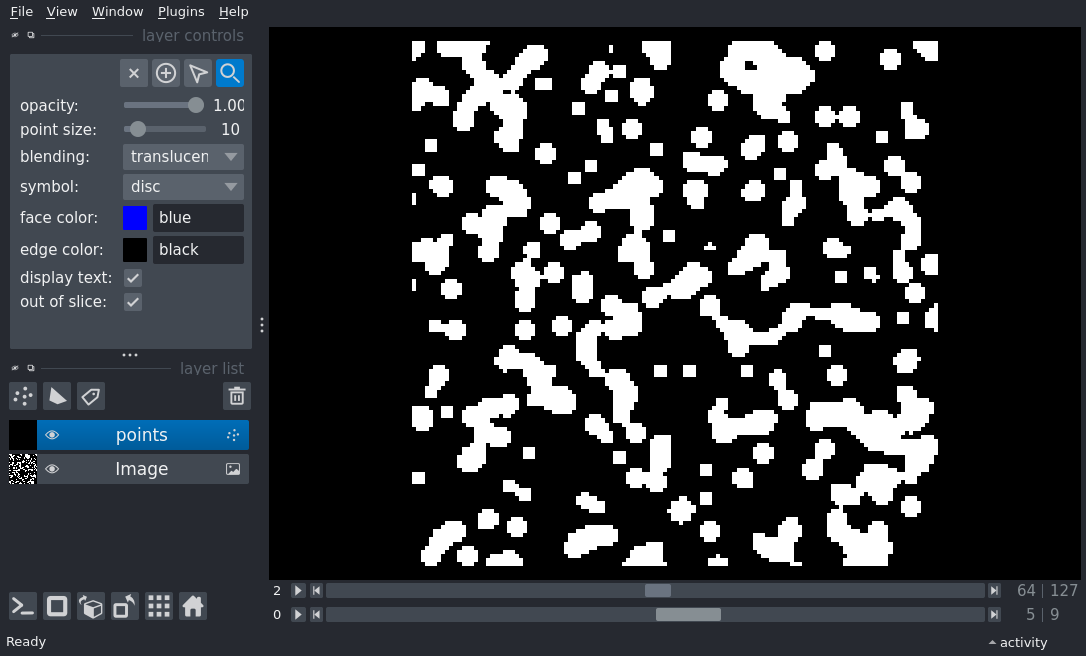 File View Window Plugins Help
layer controls
opacity: 1.00
point size: 10
blending: translucen
symbol: disc
face color: blue
edge color: black
display text:
out of slice:
layer list
points
Image
2 64 | 127
0 5 | 9
Ready activity